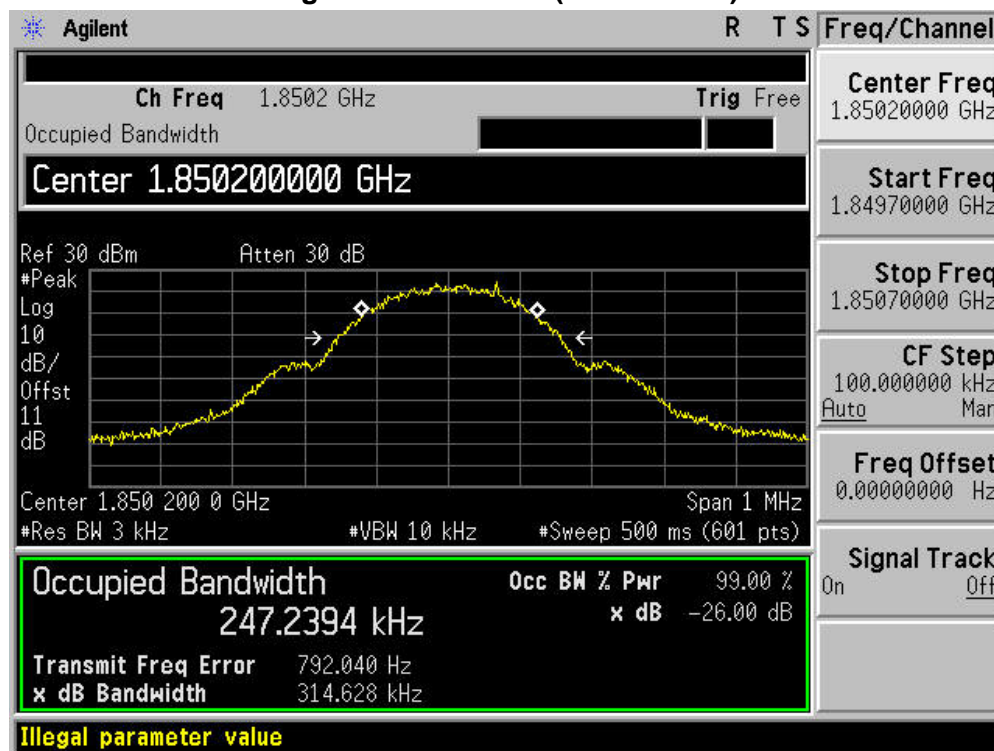 Agilent R T S Freq/Channel
Ch Freq 1.8502 GHz Trig Free
Occupied Bandwidth
Center 1.850200000 GHz
Ref 30 dBm Atten 30 dB
#Peak
Log
10
dB/
Offst
11
dB
Center 1.850 200 0 GHz Span 1 MHz
#Res BW 3 kHz #VBW 10 kHz #Sweep 500 ms (601 pts)
Occupied Bandwidth Occ BW % Pwr 99.00 %
247.2394 kHz x dB -26.00 dB
Transmit Freq Error 792.040 Hz
x dB Bandwidth 314.628 kHz
Illegal parameter value
Center Freq
1.85020000 GHz
Start Freq
1.84970000 GHz
Stop Freq
1.85070000 GHz
CF Step
100.000000 kHz
Auto Man
Freq Offset
0.00000000 Hz
Signal Track
On Off